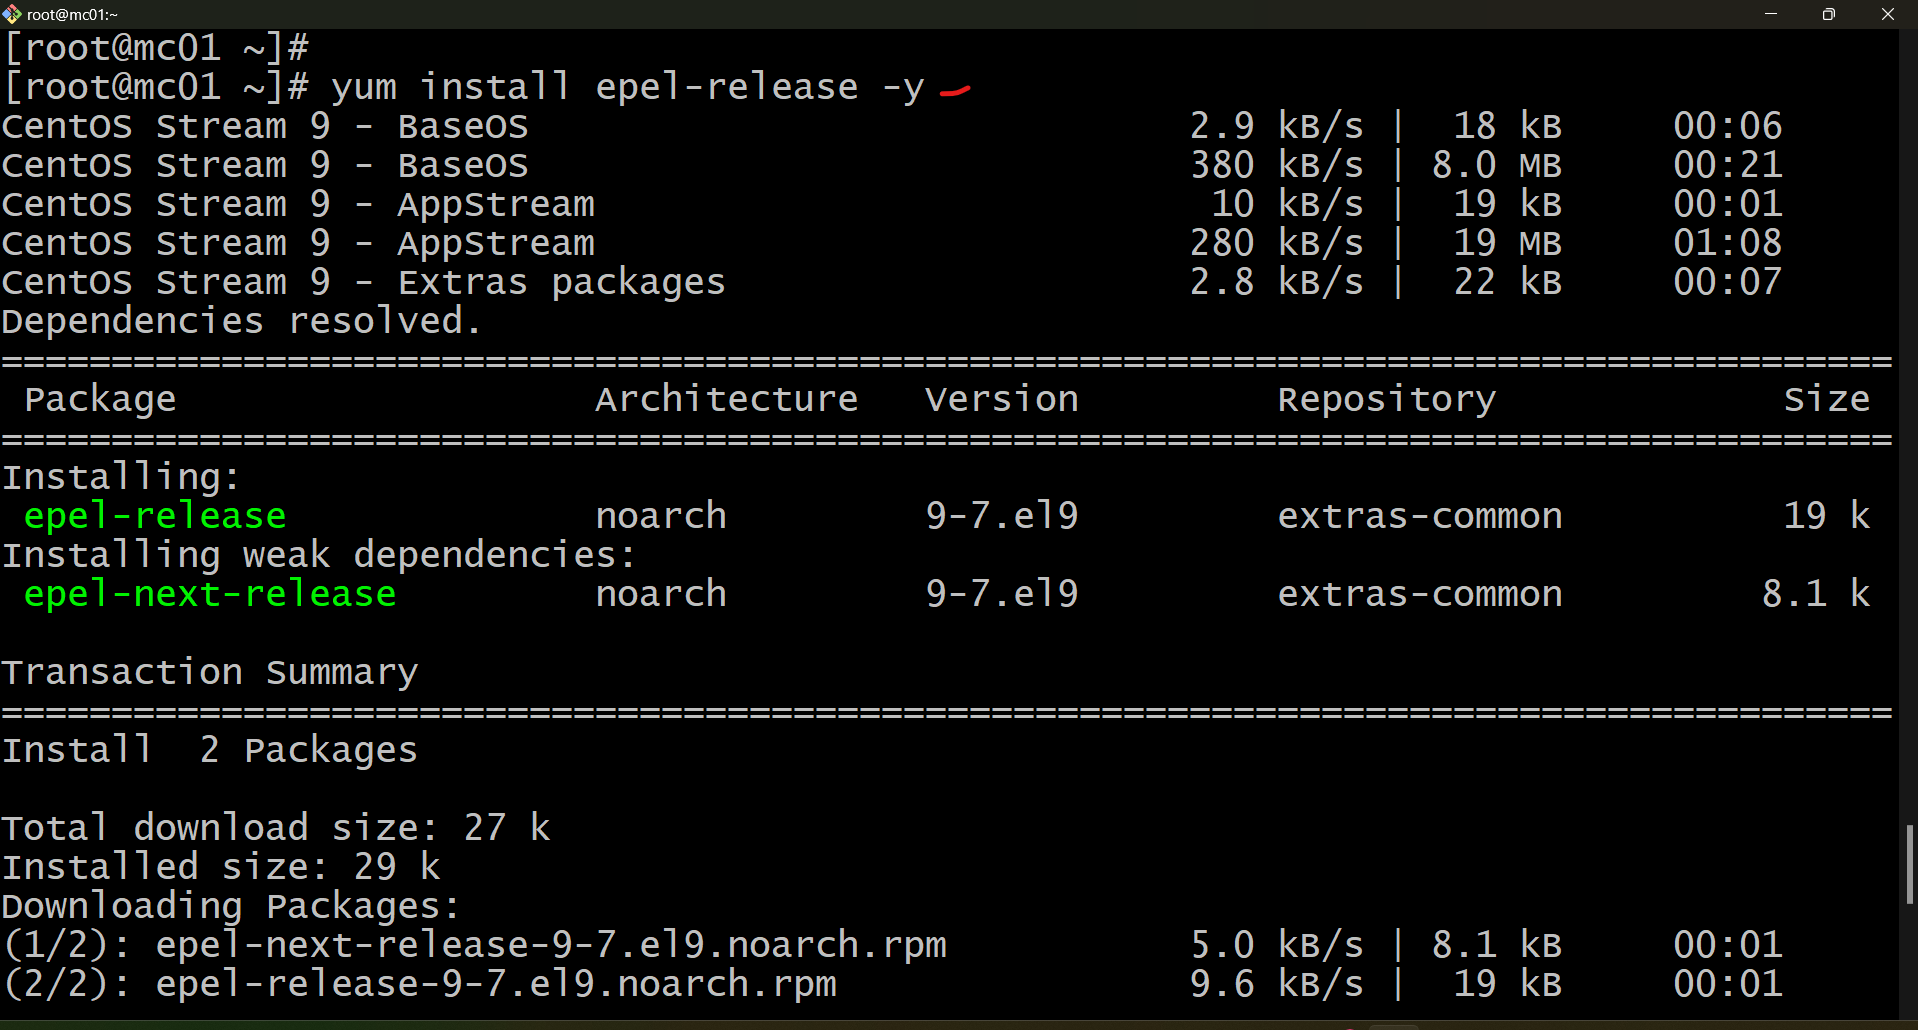 root@mc01:~
[root@mc01 ~]#
[root@mc01 ~]# yum install epel-release -y
CentOS Stream 9 - BaseOS 2.9 kB/s | 18 kB 00:06
CentOS Stream 9 - BaseOS 380 kB/s | 8.0 MB 00:21
CentOS Stream 9 - AppStream 10 kB/s | 19 kB 00:01
CentOS Stream 9 - AppStream 280 kB/s | 19 MB 01:08
CentOS Stream 9 - Extras packages 2.8 kB/s | 22 kB 00:07
Dependencies resolved.
======================================================================================
Package Architecture Version Repository Size
======================================================================================
Installing:
epel-release noarch 9-7.el9 extras-common 19 k
Installing weak dependencies:
epel-next-release noarch 9-7.el9 extras-common 8.1 k
Transaction Summary
======================================================================================
Install 2 Packages
Total download size: 27 k
Installed size: 29 k
Downloading Packages:
(1/2): epel-next-release-9-7.el9.noarch.rpm 5.0 kB/s | 8.1 kB 00:01
(2/2): epel-release-9-7.el9.noarch.rpm 9.6 kB/s | 19 kB 00:01